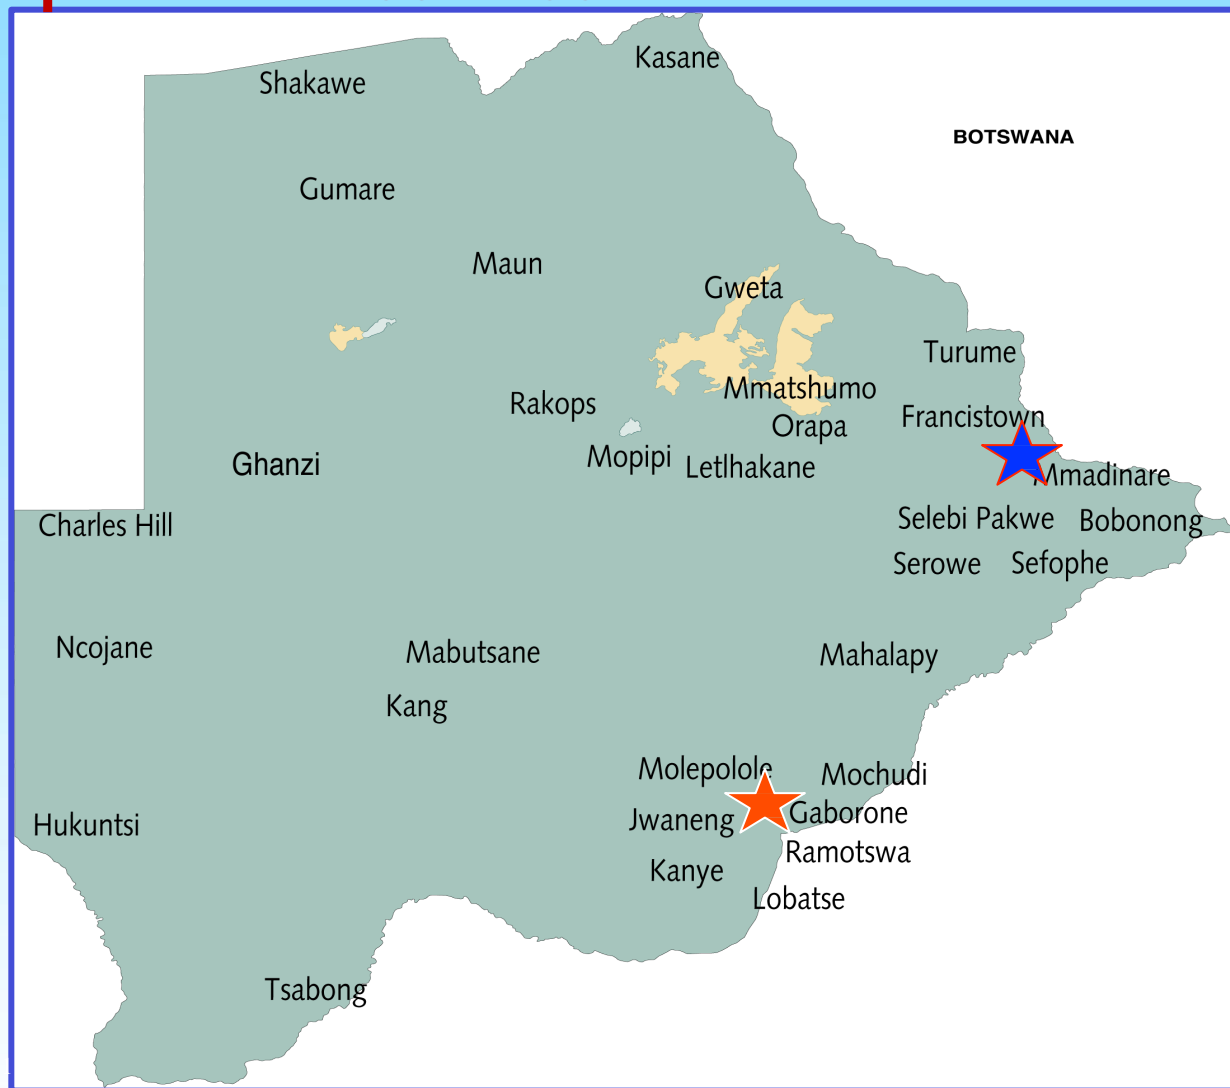 Kasane
Shakawe
BOTSWANA
Gumare
Maun
Gweta
Turume
Mmatshumo
Rakops
Francistown
Orapa
Mopipi
Ghanzi
Letlhakane
Mmadinare
Charles Hill
Selebi Pakwe
Bobonong
Serowe
Sefophe
Ncojane
Mabutsane
Mahalapy
Kang
Molepolole
Mochudi
Hukuntsi
Jwaneng
Gaborone
Ramotswa
Kanye
Lobatse
Tsabong